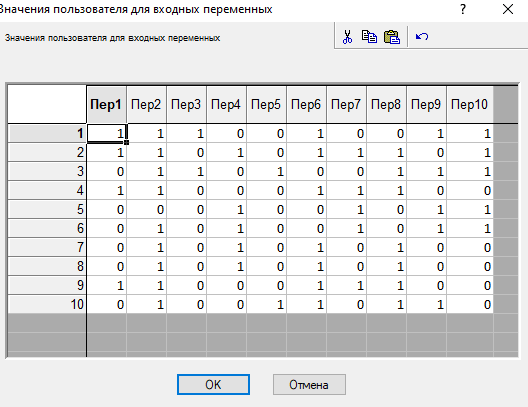 Значения пользователя для входных переменных
?
Значения пользователя для входных переменных
Пер1 Пер2 Пер3 Пер4 Пер5 Пер6 Пер7 Пер8 Пер9 Пер10
1 1 1 1 0 0 1 0 0 1 1
2 1 1 0 1 0 1 1 1 0 1
3 0 1 1 0 1 0 0 1 1 1
4 1 1 0 0 0 1 1 1 0 0
5 0 0 0 1 0 0 1 0 1 1
6 0 1 0 1 0 1 1 0 1 1
7 0 1 0 1 0 1 0 1 0 0
8 0 1 0 1 0 1 0 1 0 0
9 1 1 0 0 0 1 1 1 0 0
10 0 1 0 0 1 1 0 1 1 0
OK Отмена